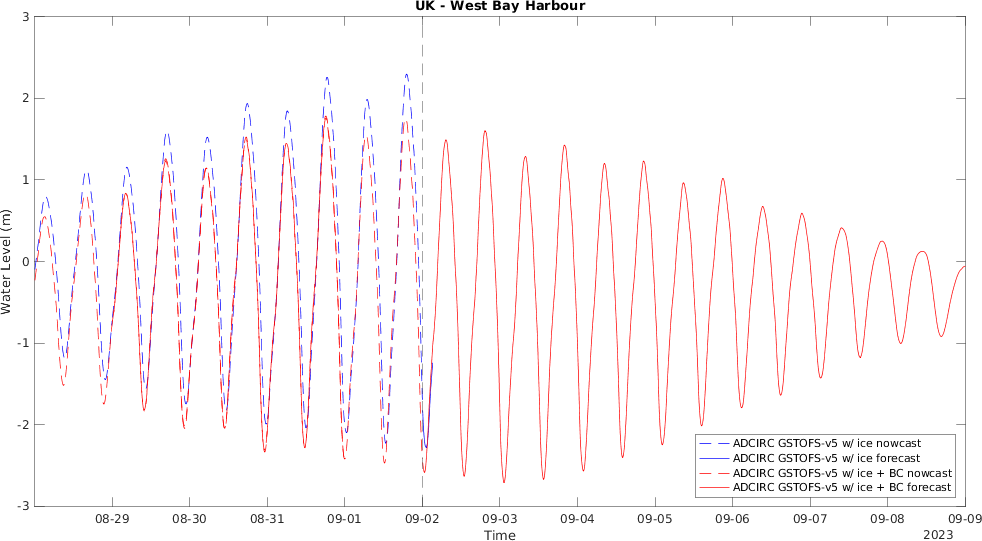 UK - West Bay Harbour
3
2
1
0
-1
-2
-3
Water Level (m)
08-29 08-30 08-31 09-01 09-02 09-03 09-04 09-05 09-06 09-07 09-08 09-09
Time
2023
ADCIRC GSTOFS-v5 w/ ice nowcast
ADCIRC GSTOFS-v5 w/ ice forecast
ADCIRC GSTOFS-v5 w/ ice + BC nowcast
ADCIRC GSTOFS-v5 w/ ice + BC forecast